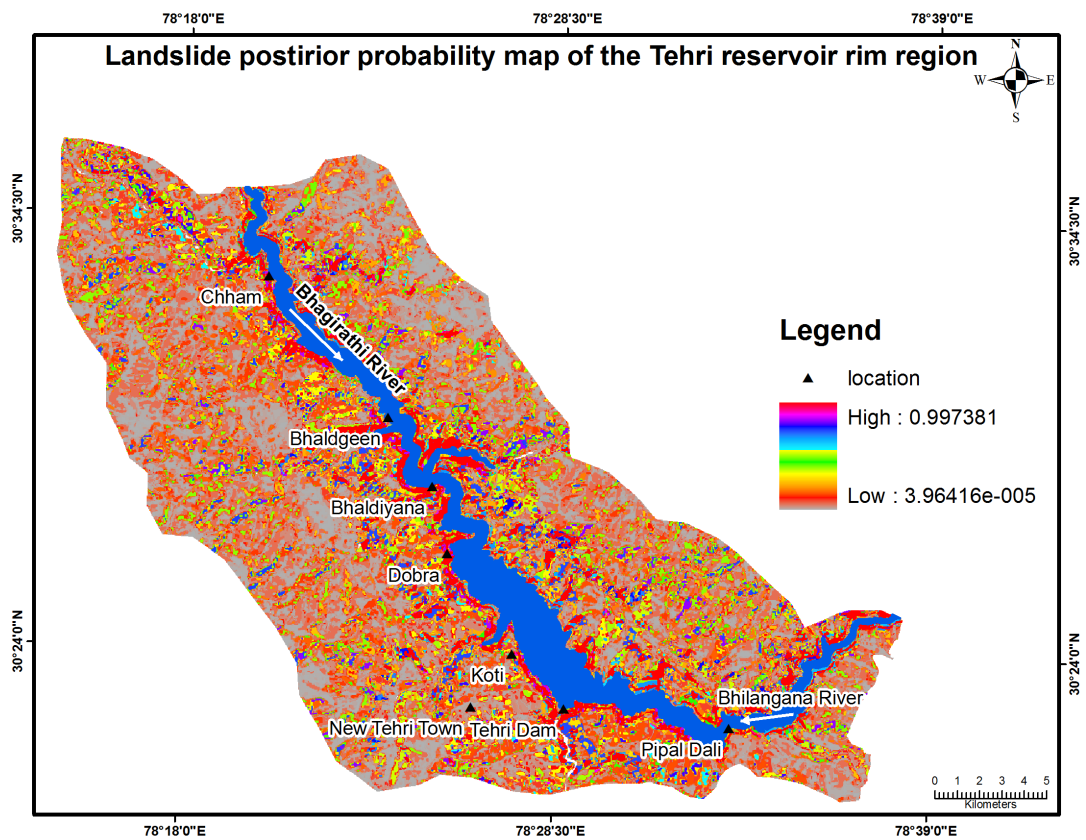 78°18'0"E 78°28'30"E 78°39'0"E
Landslide postirior probability map of the Tehri reservoir rim region
N
W E
S
30°34'30"N 30°34'30"N
Chham
Bhagirathi River
Legend
location
High : 0.997381
Low : 3.96416e-005
Bhaldgeen
Bhaldiyana
Dobra
30°24'0"N 30°24'0"N
Koti
Bhilangana River
New Tehri Town Tehri Dam
Pipal Dali
0 1 2 3 4 5
Kilometers
78°18'0"E 78°28'30"E 78°39'0"E